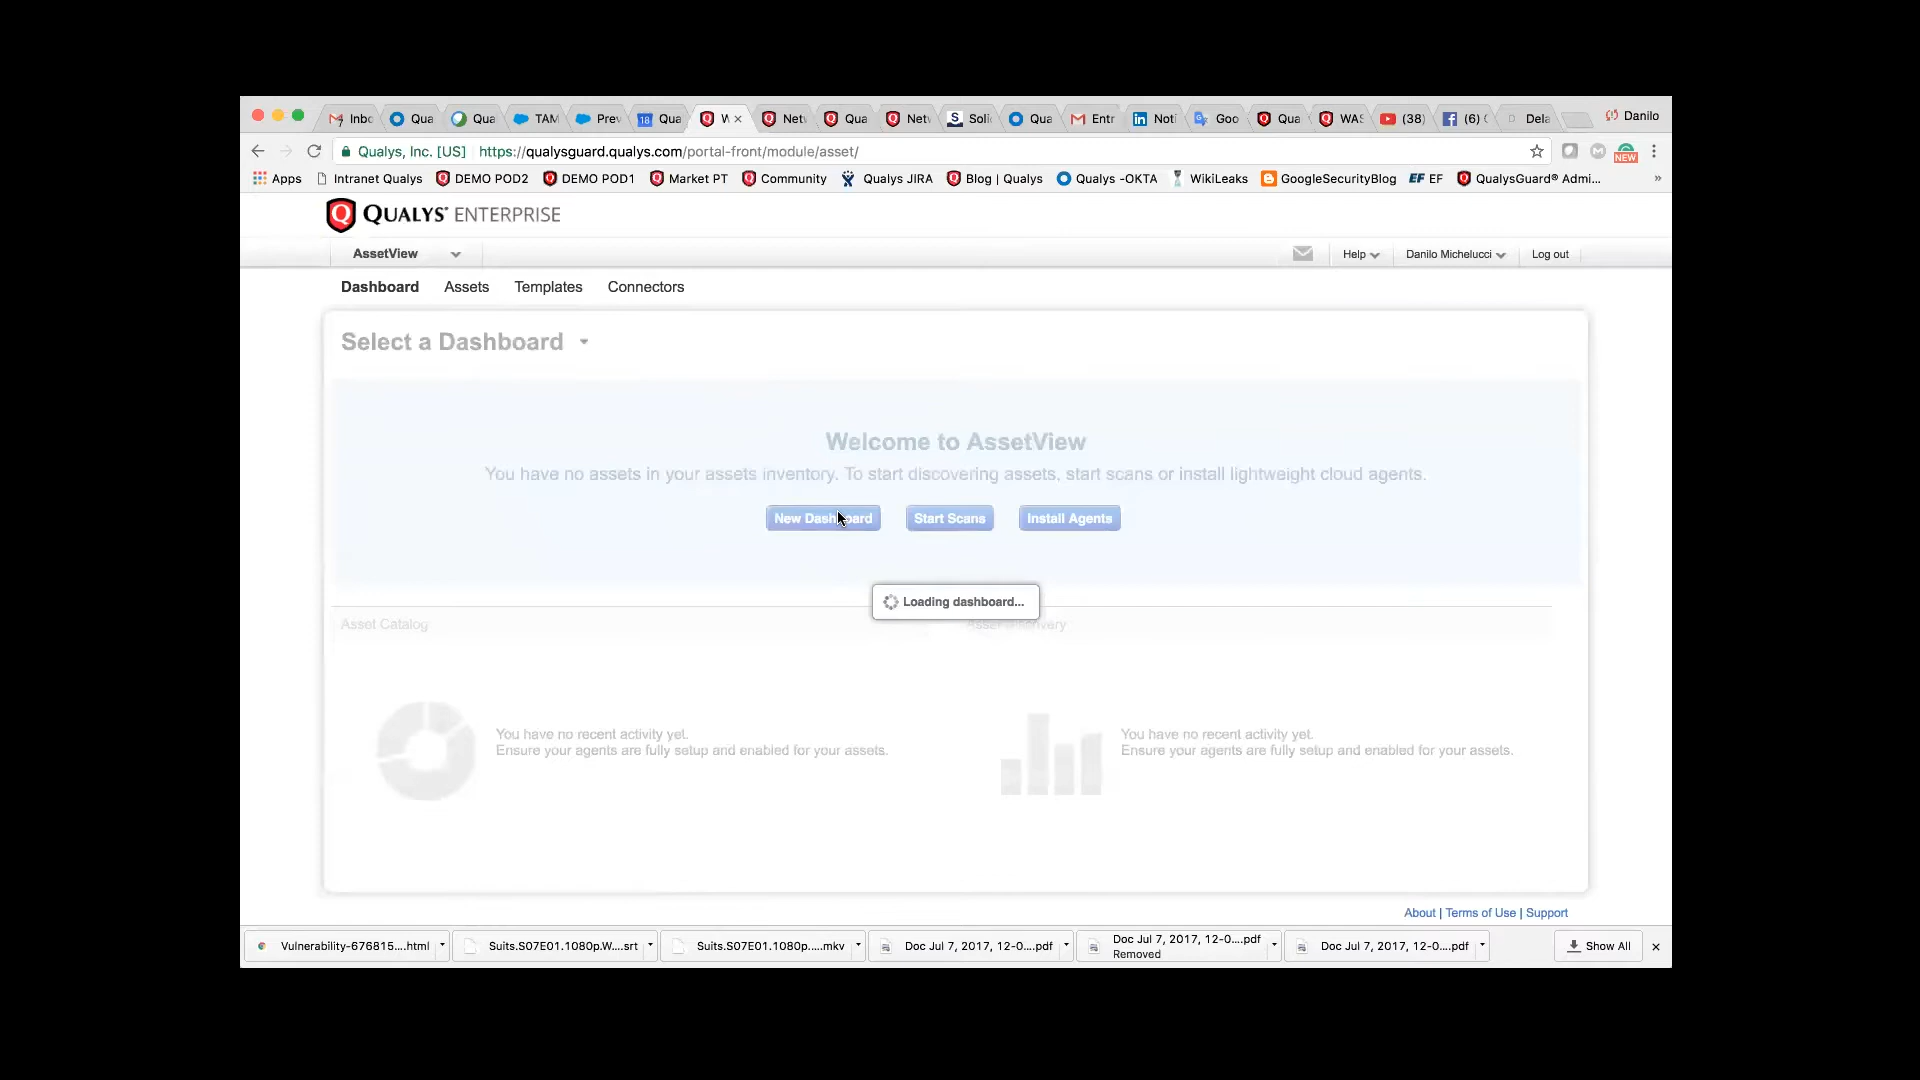 Inbc Qua Qua TAM Prev 18 Qua W Netw Qua Netw S Soli Qua Entr Noti Goo Qua WAS (38) (6) Dela Danilo
Qualys, Inc. [US] https://qualysguard.qualys.com/portal-front/module/asset/
NEW
Apps Intranet Qualys DEMO POD2 DEMO POD1 Market PT Community Qualys JIRA Blog | Qualys Qualys -OKTA WikiLeaks GoogleSecurityBlog EF EF QualysGuard® Admi... »
QUALYS® ENTERPRISE
AssetView Help Danilo Michelucci Log out
Dashboard Assets Templates Connectors
Select a Dashboard
Welcome to AssetView
You have no assets in your assets inventory. To start discovering assets, start scans or install lightweight cloud agents.
New Dashboard Start Scans Install Agents
Loading dashboard...
Asset Catalog
You have no recent activity yet. You have no recent activity yet.
Ensure your agents are fully setup and enabled for your assets. Ensure your agents are fully setup and enabled for your assets.
About | Terms of Use | Support
Vulnerability-676815....html Suits.S07E01.1080p.W....srt Suits.S07E01.1080p.....mkv Doc Jul 7, 2017, 12-0....pdf Doc Jul 7, 2017, 12-0....pdf Doc Jul 7, 2017, 12-0....pdf Show All
Removed